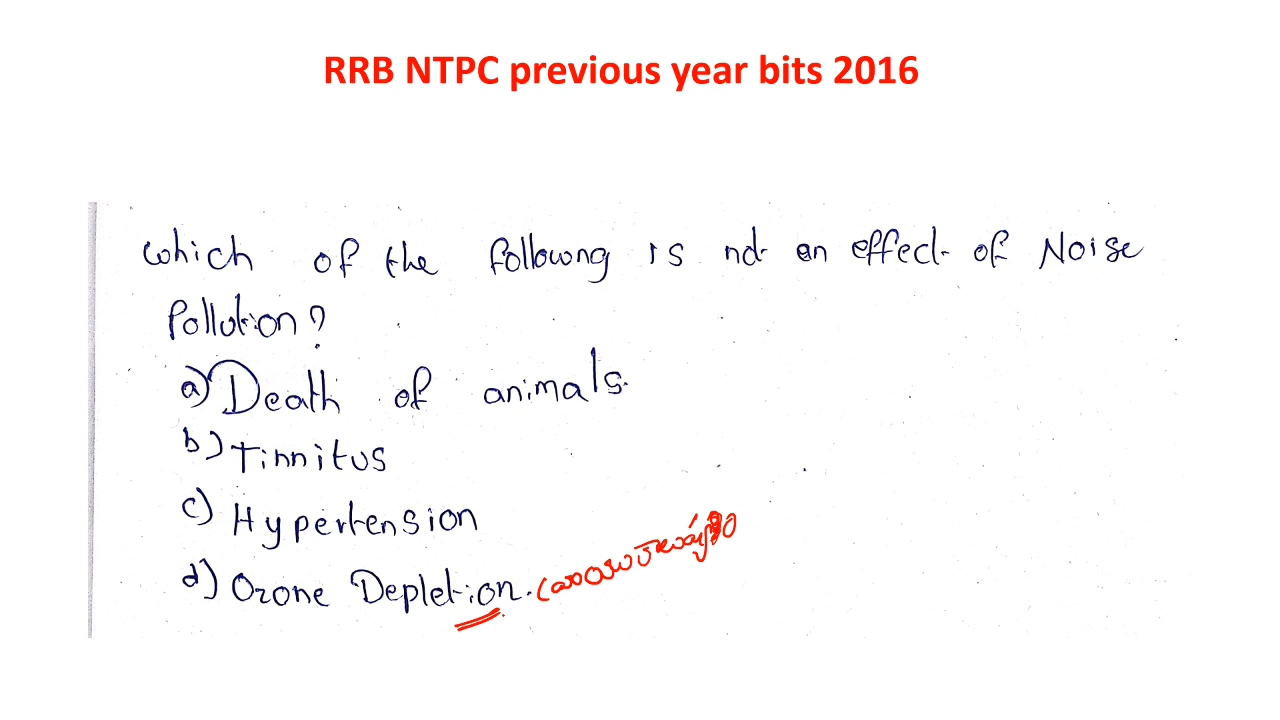 RRB NTPC previous year bits 2016
Which of the following is not an effect of Noise
Pollution?
a) Death of animals.
b) Tinnitus
c) Hypertension
d) Ozone Depletion.